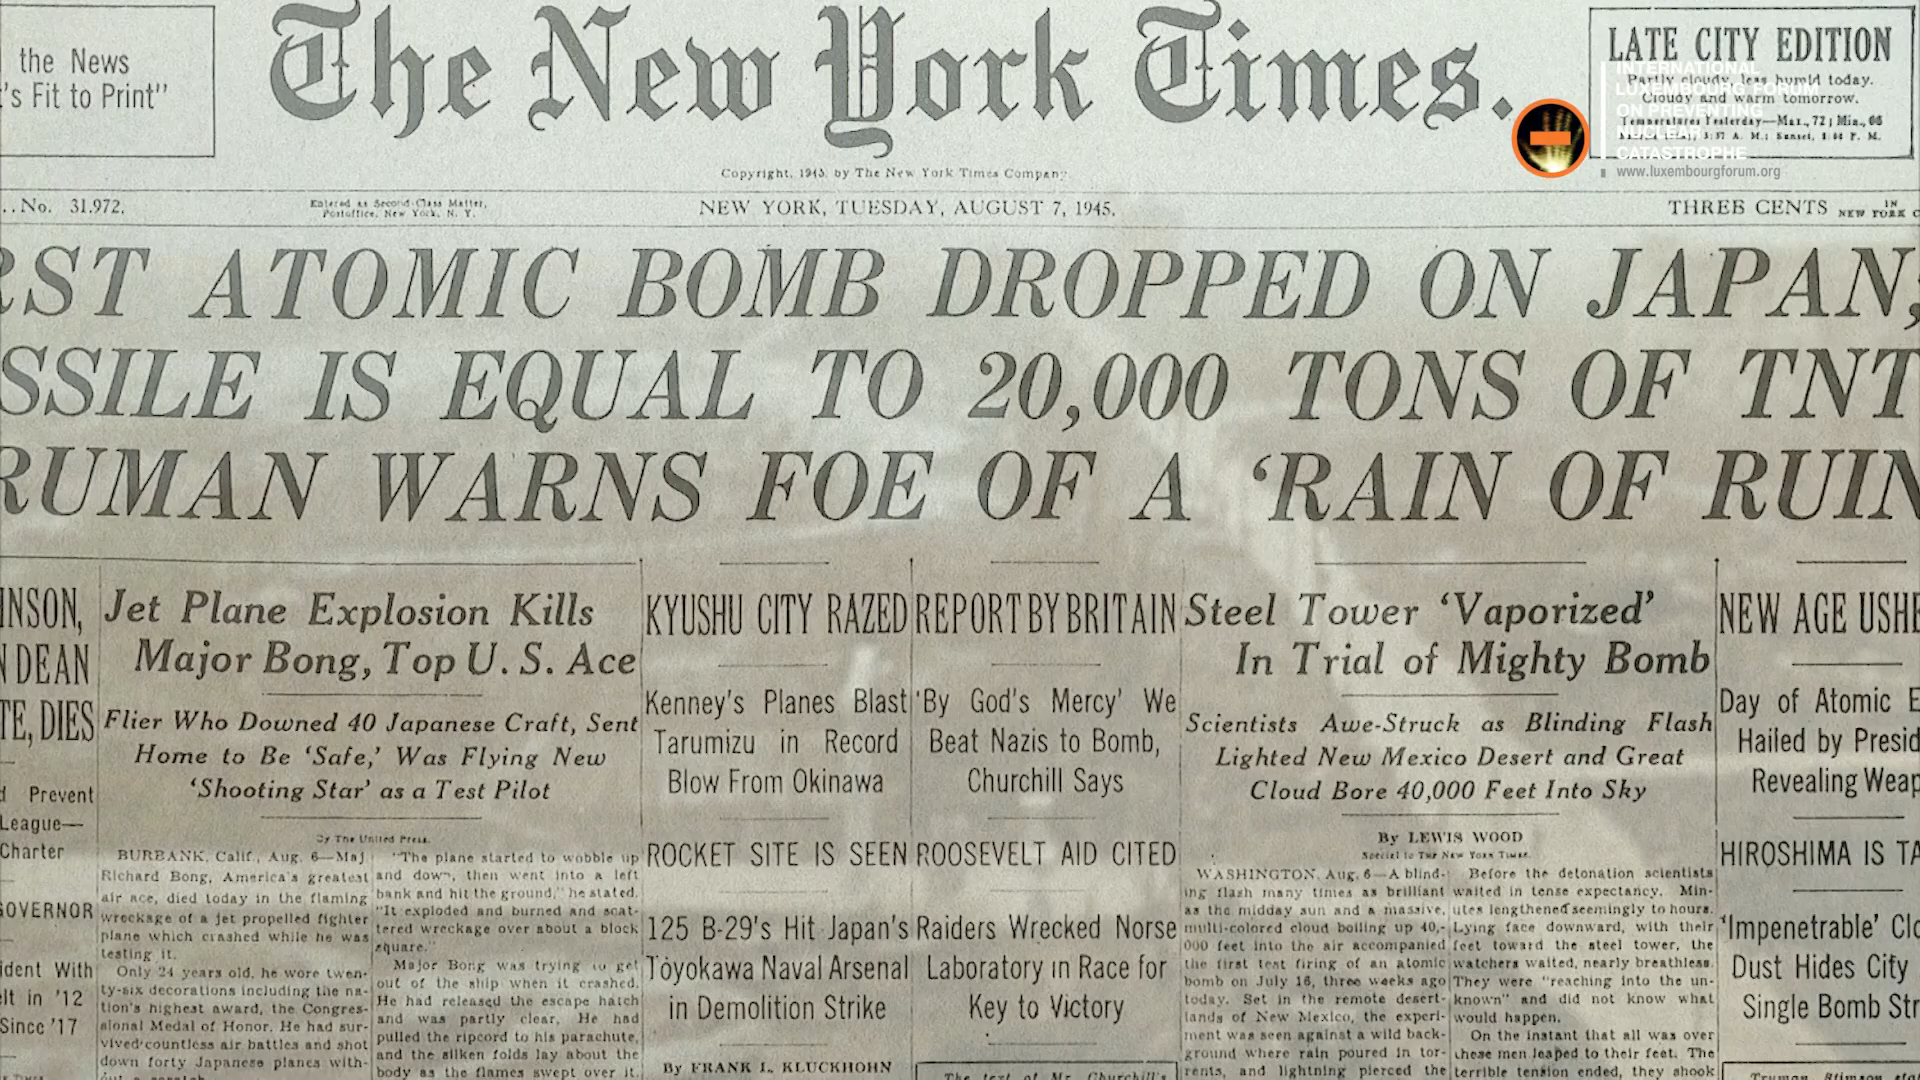 the News
's Fit to Print"
The New York Times.
LATE CITY EDITION
Partly cloudy, less humid today.
Cloudy and warm tomorrow.
Temperatures Yesterday—Max., 72; Min., 66
INTERNATIONAL
LUXEMBOURG FORUM
ON PREVENTING
NUCLEAR
CATASTROPHE
www.luxembourgforum.org
Copyright, 1945, by The New York Times Company.
..No. 31,972.
Entered as Second-Class Matter,
Postoffice, New York, N. Y.
NEW YORK, TUESDAY, AUGUST 7, 1945.
THREE CENTS
IN
NEW YORK C
RST ATOMIC BOMB DROPPED ON JAPAN;
SSILE IS EQUAL TO 20,000 TONS OF TNT
RUMAN WARNS FOE OF A 'RAIN OF RUIN
NSON,
N DEAN
TE, DIES
d Prevent
League—
Charter
GOVERNOR
ident With
elt in '12
Since '17
Jet Plane Explosion Kills
Major Bong, Top U. S. Ace
Flier Who Downed 40 Japanese Craft, Sent
Home to Be 'Safe,' Was Flying New
'Shooting Star' as a Test Pilot
By The United Press.
BURBANK, Calif., Aug. 6—Maj
Richard Bong, America's greatest
air ace, died today in the flaming
wreckage of a jet propelled fighter
plane which crashed while he was
testing it.
Only 24 years old, he wore twen-
ty-six decorations including the na-
tion's highest award, the Congres-
sional Medal of Honor. He had sur-
vived countless air battles and shot
down forty Japanese planes with-
"The plane started to wobble up
and down, then went into a left
bank and hit the ground," he stated.
"It exploded and burned and scat-
tered wreckage over about a block
square."
Major Bong was trying to get
out of the ship when it crashed.
He had released the escape hatch
and was partly clear. He had
pulled the ripcord to his parachute,
and the silken folds lay about the
body as the flames swept over it.
KYUSHU CITY RAZED
Kenney's Planes Blast
Tarumizu in Record
Blow From Okinawa
ROCKET SITE IS SEEN
125 B-29's Hit Japan's
Toyokawa Naval Arsenal
in Demolition Strike
By FRANK L. KLUCKHOHN
REPORT BY BRITAIN
'By God's Mercy' We
Beat Nazis to Bomb,
Churchill Says
ROOSEVELT AID CITED
Raiders Wrecked Norse
Laboratory in Race for
Key to Victory
The text of Mr. Churchill's
Steel Tower 'Vaporized'
In Trial of Mighty Bomb
Scientists Awe-Struck as Blinding Flash
Lighted New Mexico Desert and Great
Cloud Bore 40,000 Feet Into Sky
By LEWIS WOOD
Special to THE NEW YORK TIMES.
WASHINGTON, Aug. 6—A blind-
ing flash many times as brilliant
as the midday sun and a massive,
multi-colored cloud boiling up 40,-
000 feet into the air accompanied
the first test firing of an atomic
bomb on July 16, three weeks ago
today. Set in the remote desert-
lands of New Mexico, the experi-
ment was seen against a wild back-
ground where rain poured in tor-
rents, and lightning pierced the
Before the detonation scientists
waited in tense expectancy. Min-
utes lengthened seemingly to hours.
Lying face downward, with their
feet toward the steel tower, the
watchers waited, nearly breathless.
They were "reaching into the un-
known" and did not know what
would happen.
On the instant that all was over
these men leaped to their feet. The
terrible tension ended, they shook
NEW AGE USHE
Day of Atomic E
Hailed by Presid
Revealing Weap
HIROSHIMA IS TA
'Impenetrable' Clo
Dust Hides City
Single Bomb Str